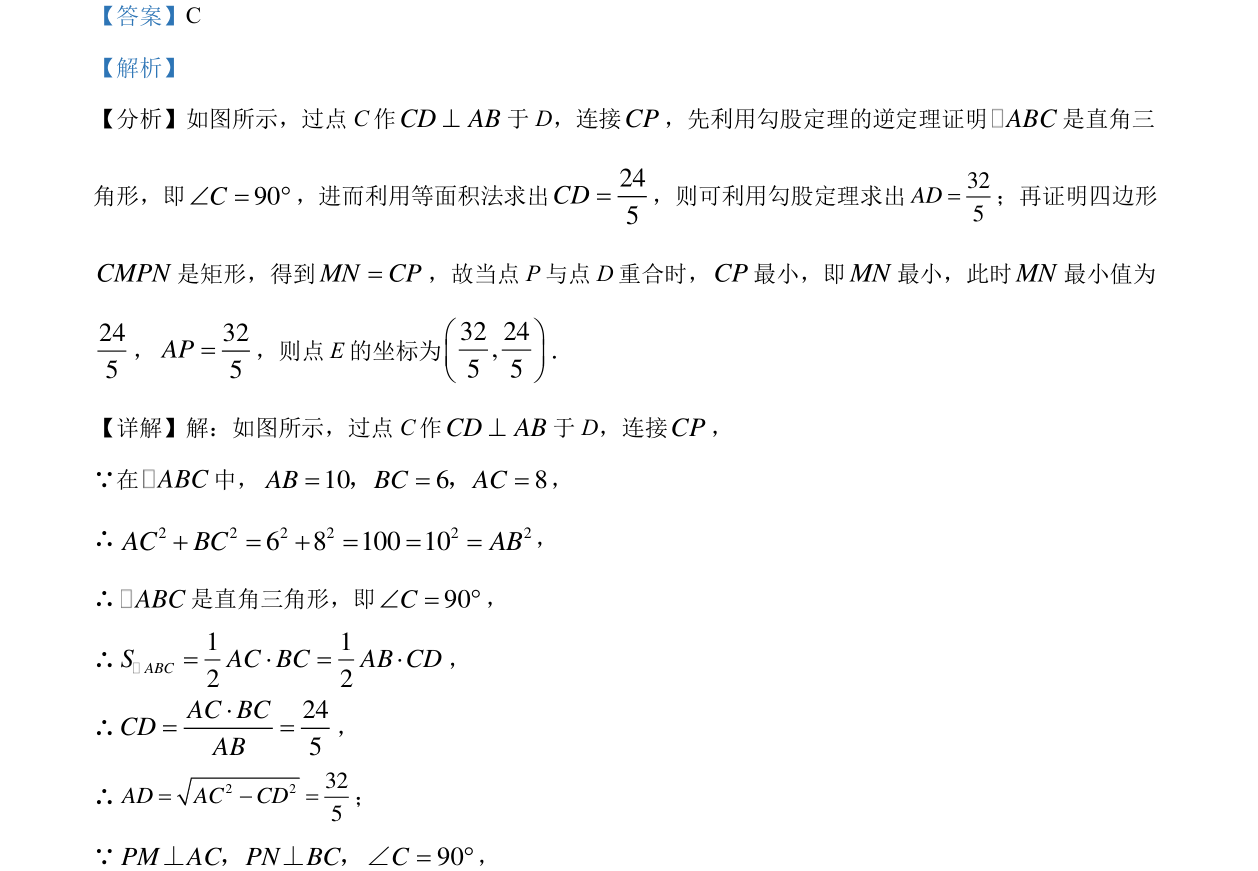 【答案】C
【解析】
【分析】如图所示，过点 C 作 CD ⊥ AB 于 D，连接 CP，先利用勾股定理的逆定理证明□ABC 是直角三
角形，即 ∠C = 90°，进而利用等面积法求出 CD = 24/5，则可利用勾股定理求出 AD = 32/5；再证明四边形
CMPN 是矩形，得到 MN = CP，故当点 P 与点 D 重合时，CP 最小，即 MN 最小，此时 MN 最小值为
24/5，AP = 32/5，则点 E 的坐标为(32/5, 24/5)．
【详解】解：如图所示，过点 C 作 CD ⊥ AB 于 D，连接 CP，
∵在□ABC 中，AB = 10，BC = 6，AC = 8，
∴ AC² + BC² = 6² + 8² = 100 = 10² = AB²，
∴ □ABC 是直角三角形，即 ∠C = 90°，
∴ S□ABC = 1/2 AC · BC = 1/2 AB · CD，
∴ CD = AC · BC / AB = 24/5，
∴ AD = √(AC² − CD²) = 32/5；
∵ PM ⊥ AC，PN ⊥ BC，∠C = 90°，